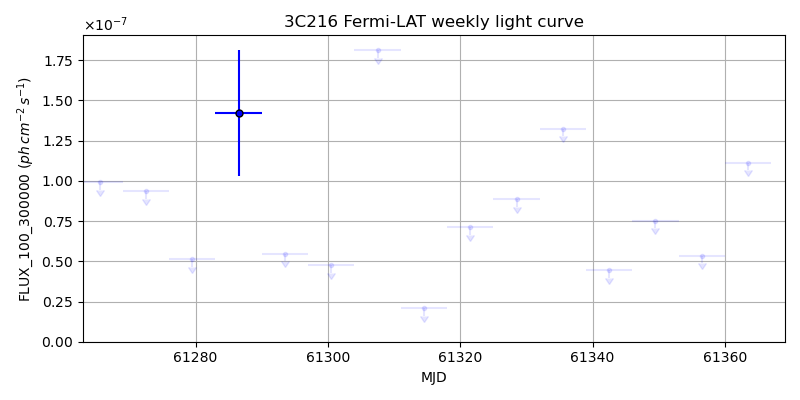 3C216 Fermi-LAT weekly light curve
×10⁻⁷
1.75
1.50
1.25
1.00
0.75
0.50
0.25
0.00
FLUX_100_300000 (ph cm⁻² s⁻¹)
61280 61300 61320 61340 61360
MJD